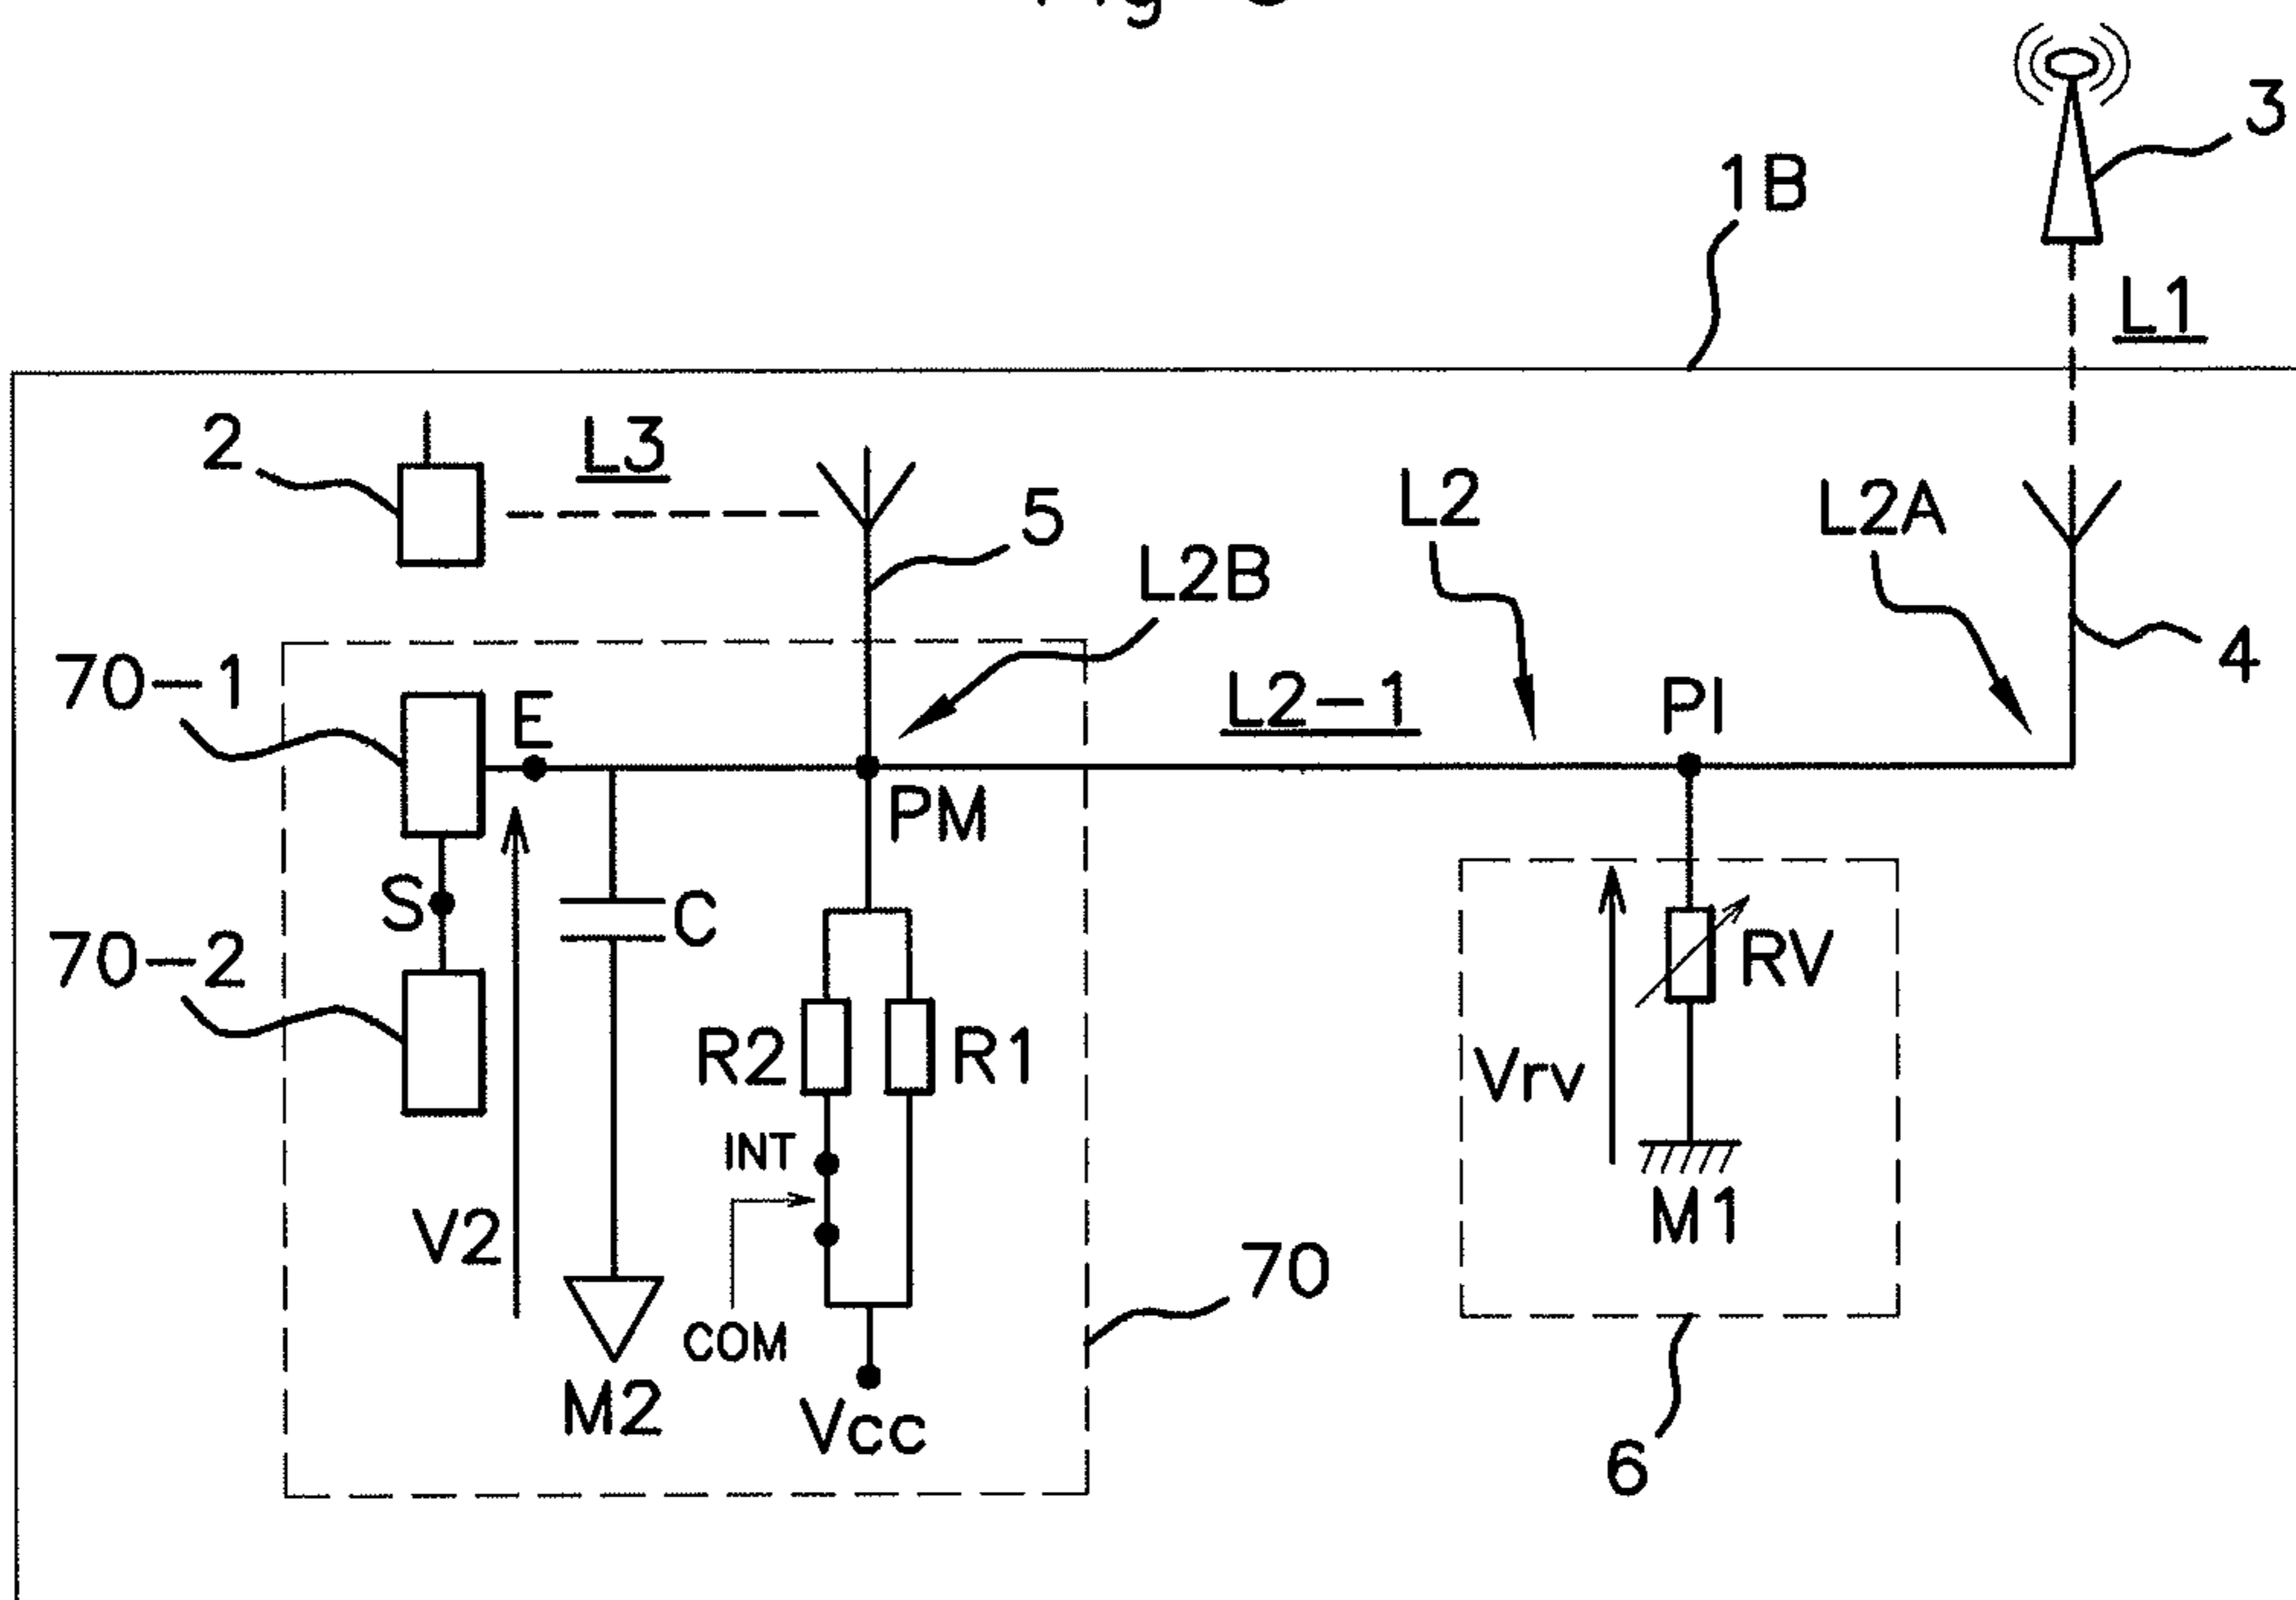 3
1B
L1
2
L3
5
L2
L2A
L2B
4
70-1
E
L2-1
PI
PM
S
C
RV
70-2
R2
R1
Vrv
INT
V2
M1
70
COM
M2
Vcc
6